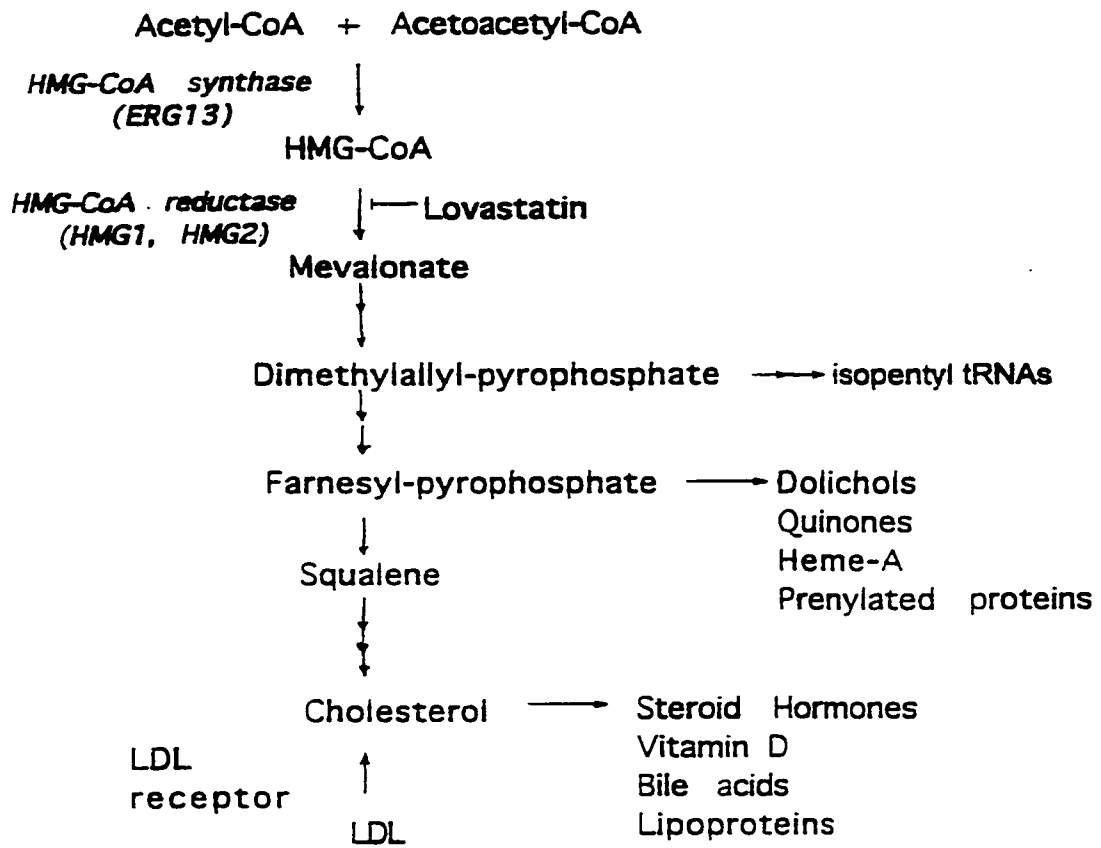 Acetyl-CoA + Acetoacetyl-CoA
HMG-CoA synthase
(ERG13)
HMG-CoA
HMG-CoA reductase
(HMG1, HMG2)
Lovastatin
Mevalonate
Dimethylallyl-pyrophosphate
isopentyl tRNAs
Farnesyl-pyrophosphate
Dolichols
Quinones
Heme-A
Prenylated proteins
Squalene
Cholesterol
Steroid Hormones
Vitamin D
Bile acids
Lipoproteins
LDL
receptor
LDL